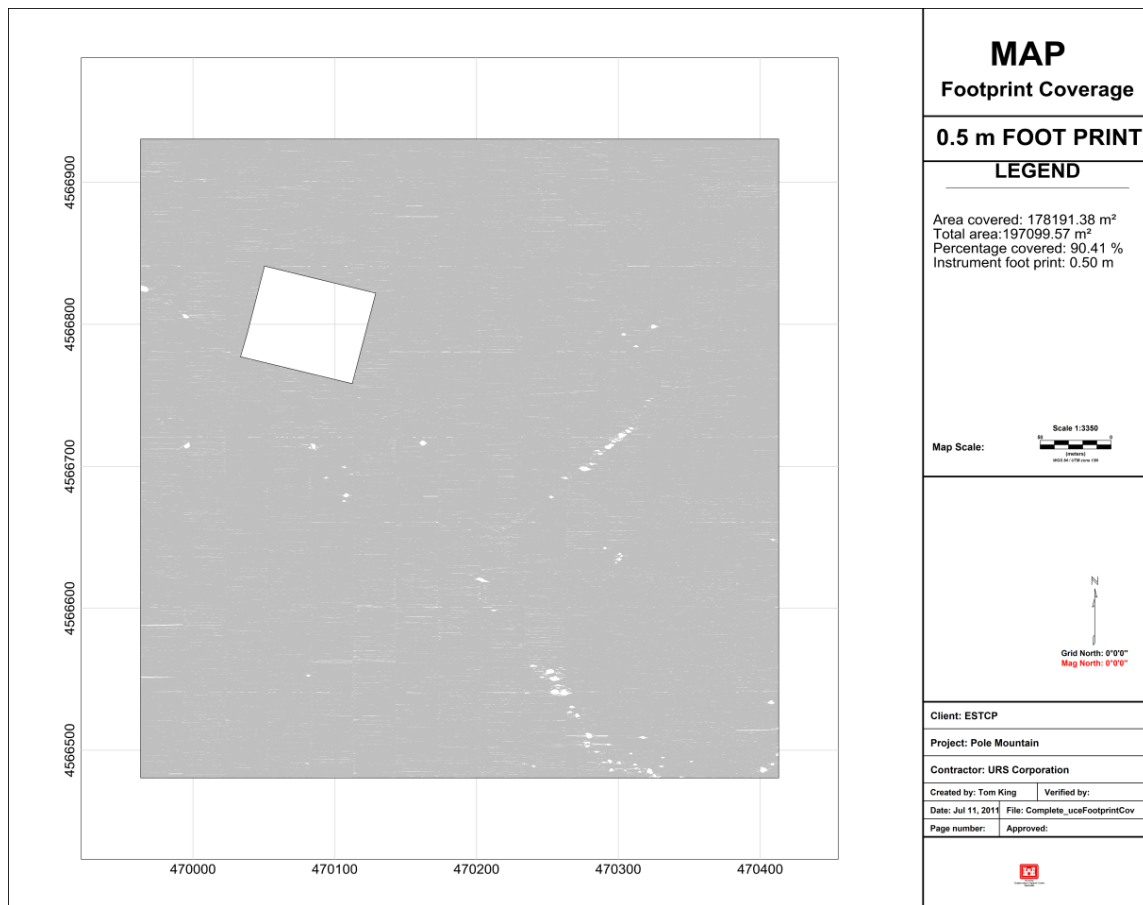 MAP
Footprint Coverage
0.5 m FOOT PRINT
LEGEND
Area covered: 178191.38 m²
Total area:197099.57 m²
Percentage covered: 90.41 %
Instrument foot print: 0.50 m
Scale 1:3350
Map Scale:
(meters)
N
Grid North: 0°0'0"
Mag North: 0°0'0"
Client: ESTCP
Project: Pole Mountain
Contractor: URS Corporation
Created by: Tom King
Verified by:
Date: Jul 11, 2011
File: Complete_uceFootprintCov
Page number:
Approved:
4566900
4566800
4566700
4566600
4566500
470000
470100
470200
470300
470400